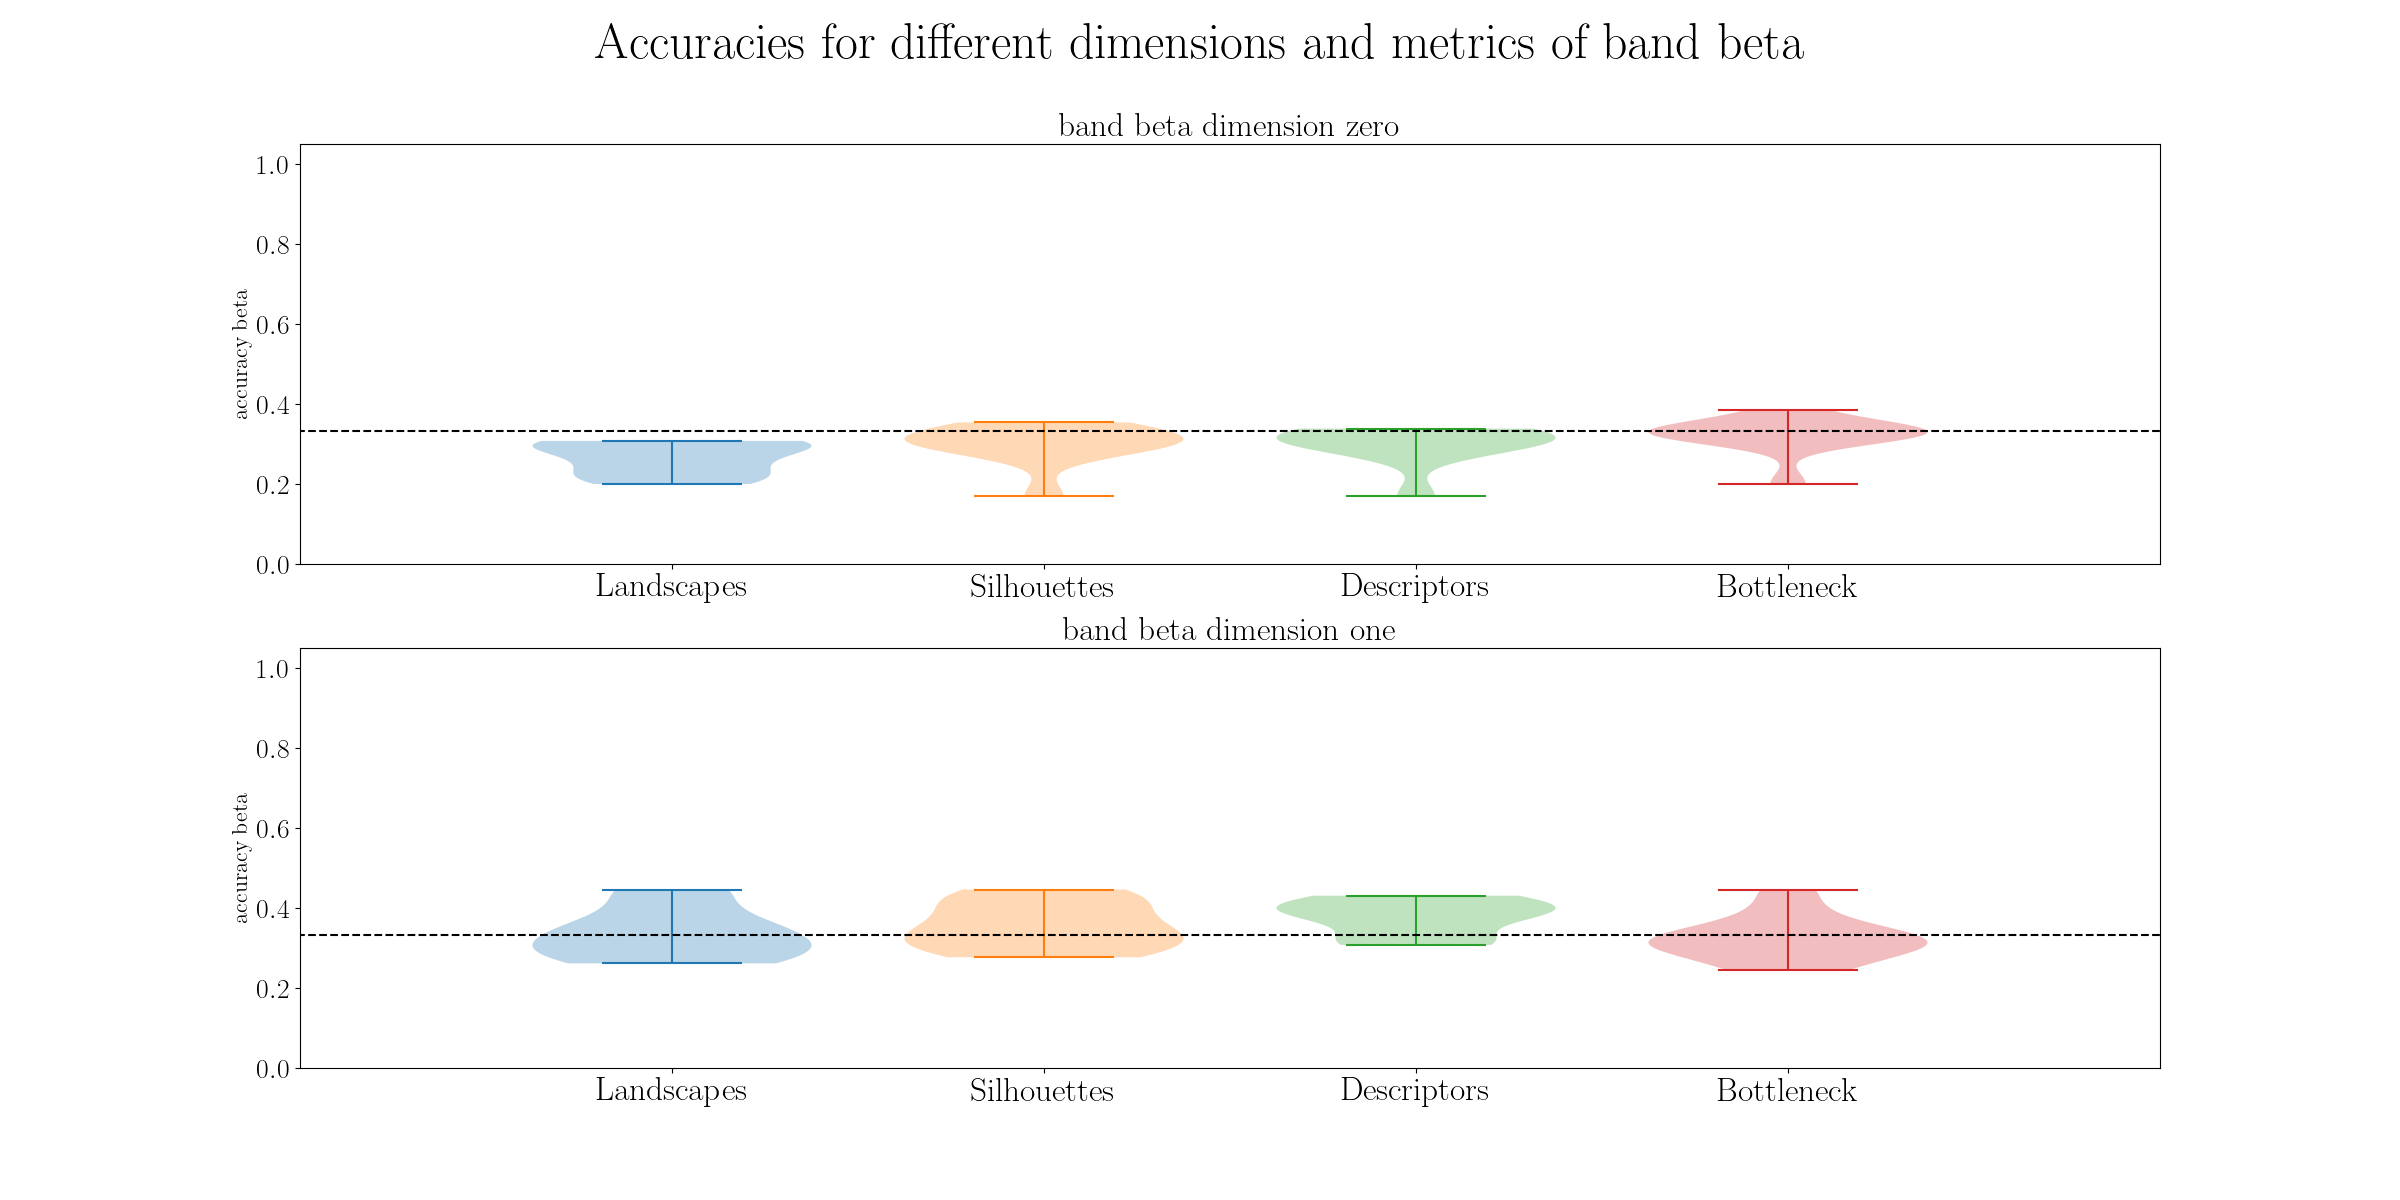 Accuracies for different dimensions and metrics of band beta
band beta dimension zero
accuracy beta
1.0
0.8
0.6
0.4
0.2
0.0
Landscapes Silhouettes Descriptors Bottleneck
band beta dimension one
accuracy beta
1.0
0.8
0.6
0.4
0.2
0.0
Landscapes Silhouettes Descriptors Bottleneck